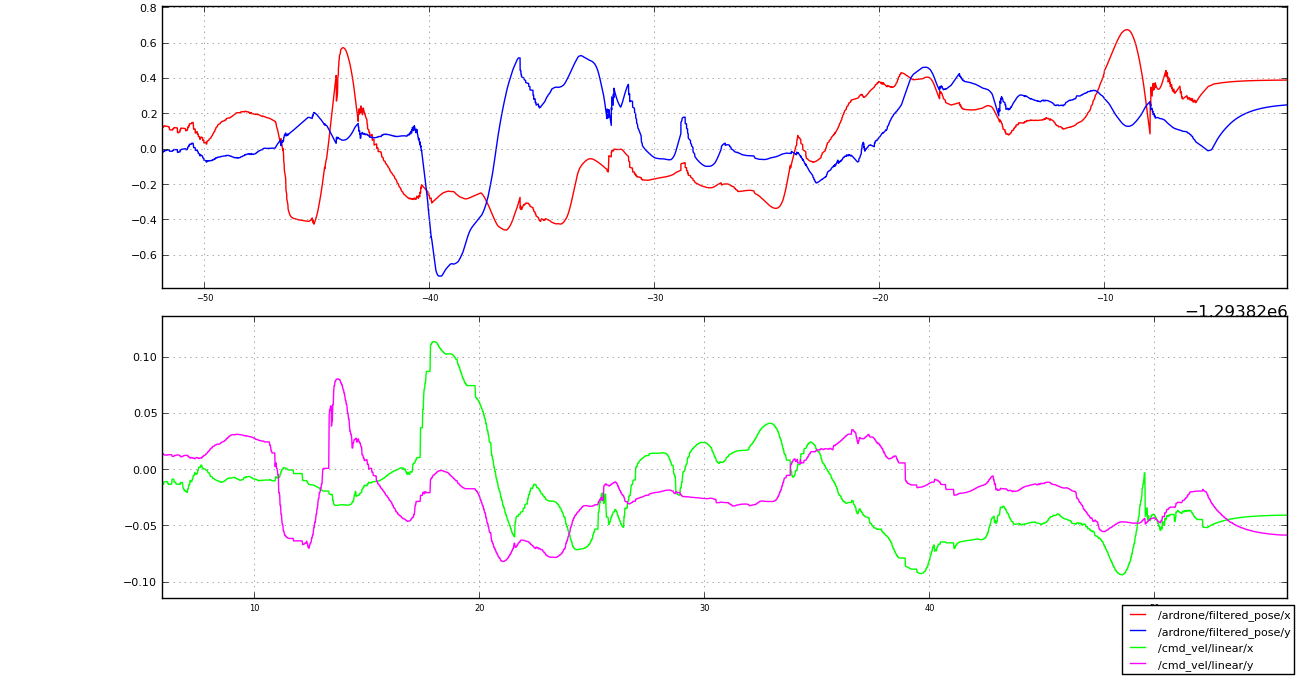 0.8
0.6
0.4
0.2
0.0
−0.2
−0.4
−0.6
−50 −40 −30 −20 −10
−1.29382e6
0.10
0.05
0.00
−0.05
−0.10
10 20 30 40
/ardrone/filtered_pose/x
/ardrone/filtered_pose/y
/cmd_vel/linear/x
/cmd_vel/linear/y